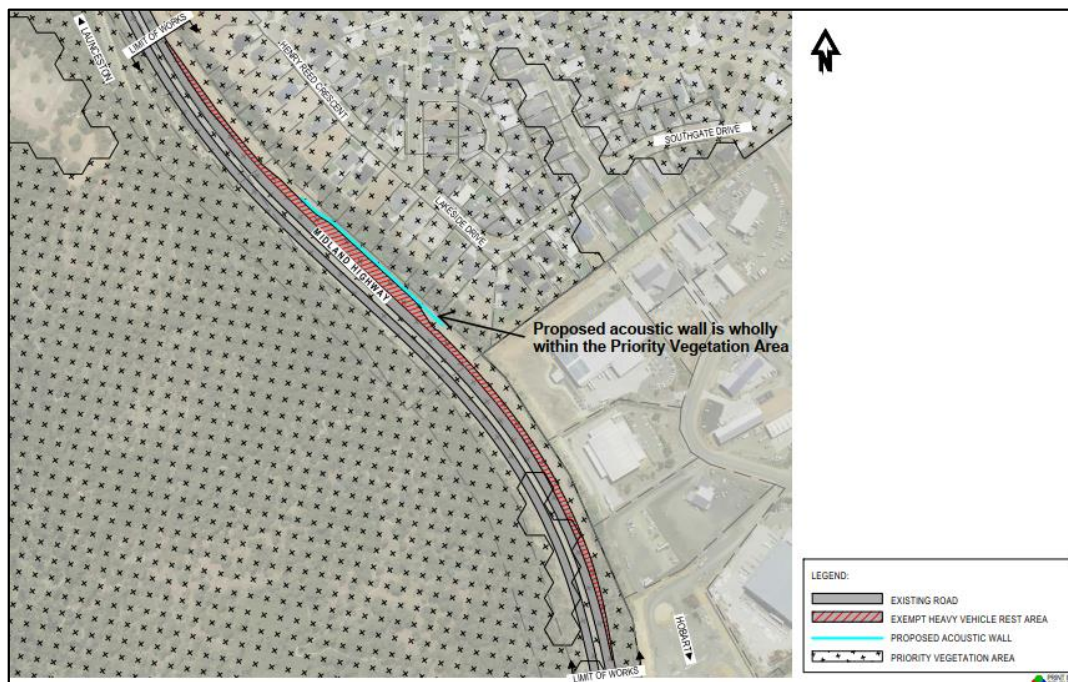 LAUNCESTON
LIMIT OF WORKS
HENRY REED CRESCENT
SOUTHGATE DRIVE
LAKESIDE DRIVE
MIDLAND HIGHWAY
Proposed acoustic wall is wholly
within the Priority Vegetation Area
HOBART
LIMIT OF WORKS
N
LEGEND:
EXISTING ROAD
EXEMPT HEAVY VEHICLE REST AREA
PROPOSED ACOUSTIC WALL
PRIORITY VEGETATION AREA